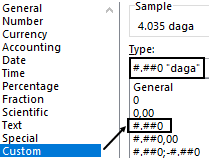 General
Number
Currency
Accounting
Date
Time
Percentage
Fraction
Scientific
Text
Special
Custom
Sample
4.035 daga
Type:
#.##0 "daga"
General
0
0,00
#.##0
#.##0,00
#.##0;-#.##0